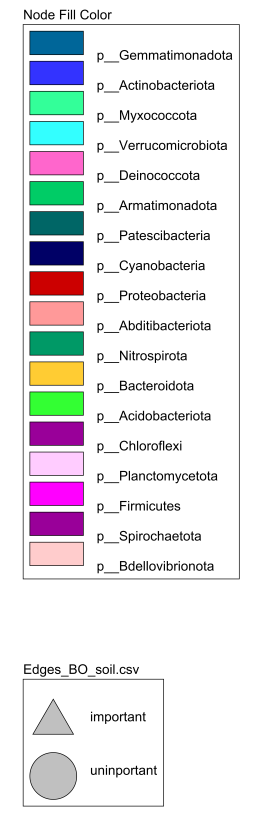 Node Fill Color
p__Gemmatimonadota
p__Actinobacteriota
p__Myxococcota
p__Verrucomicrobiota
p__Deinococcota
p__Armatimonadota
p__Patescibacteria
p__Cyanobacteria
p__Proteobacteria
p__Abditibacteriota
p__Nitrospirota
p__Bacteroidota
p__Acidobacteriota
p__Chloroflexi
p__Planctomycetota
p__Firmicutes
p__Spirochaetota
p__Bdellovibrionota
Edges_BO_soil.csv
important
uninportant